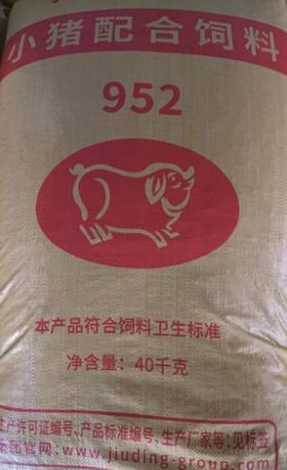 小猪配合饲料
952
本产品符合饲料卫生标准
净含量：40千克
生产许可证编号、产品标准编号、生产厂家等：见标签
官网：www.jiuding-group.com